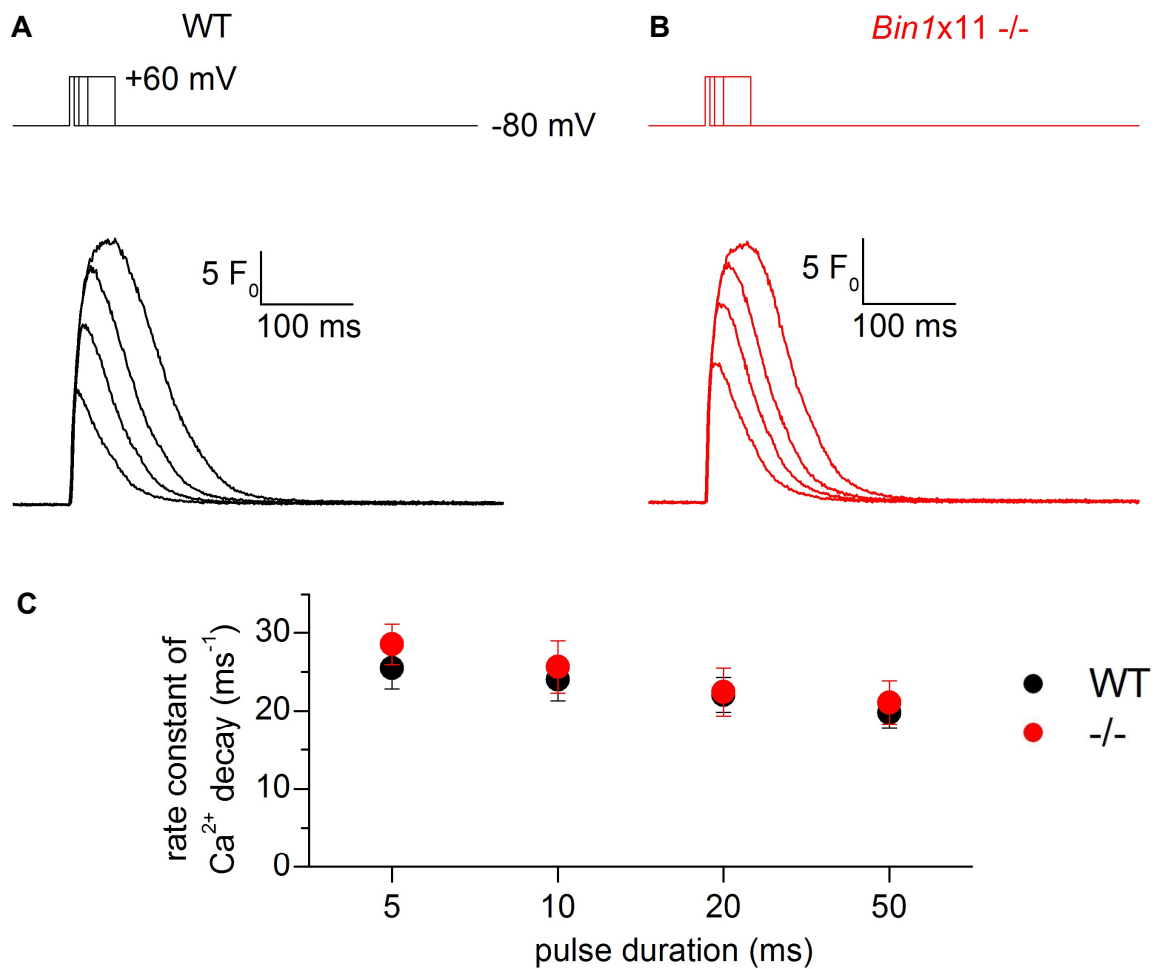 A
WT
+60 mV
-80 mV
5 F₀
100 ms
B
Bin1x11 -/-
5 F₀
100 ms
C
rate constant of
Ca²⁺ decay (ms⁻¹)
30
20
10
0
5
10
20
50
pulse duration (ms)
WT
-/-